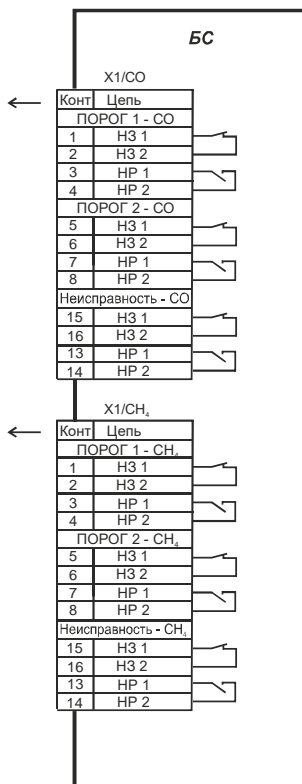 БС
X1/CO
Конт Цепь
ПОРОГ 1 - СО
1 НЗ 1
2 НЗ 2
3 НР 1
4 НР 2
ПОРОГ 2 - СО
5 НЗ 1
6 НЗ 2
7 НР 1
8 НР 2
Неисправность - СО
15 НЗ 1
16 НЗ 2
13 НР 1
14 НР 2
X1/CH₄
Конт Цепь
ПОРОГ 1 - CH₄
1 НЗ 1
2 НЗ 2
3 НР 1
4 НР 2
ПОРОГ 2 - CH₄
5 НЗ 1
6 НЗ 2
7 НР 1
8 НР 2
Неисправность - CH₄
15 НЗ 1
16 НЗ 2
13 НР 1
14 НР 2